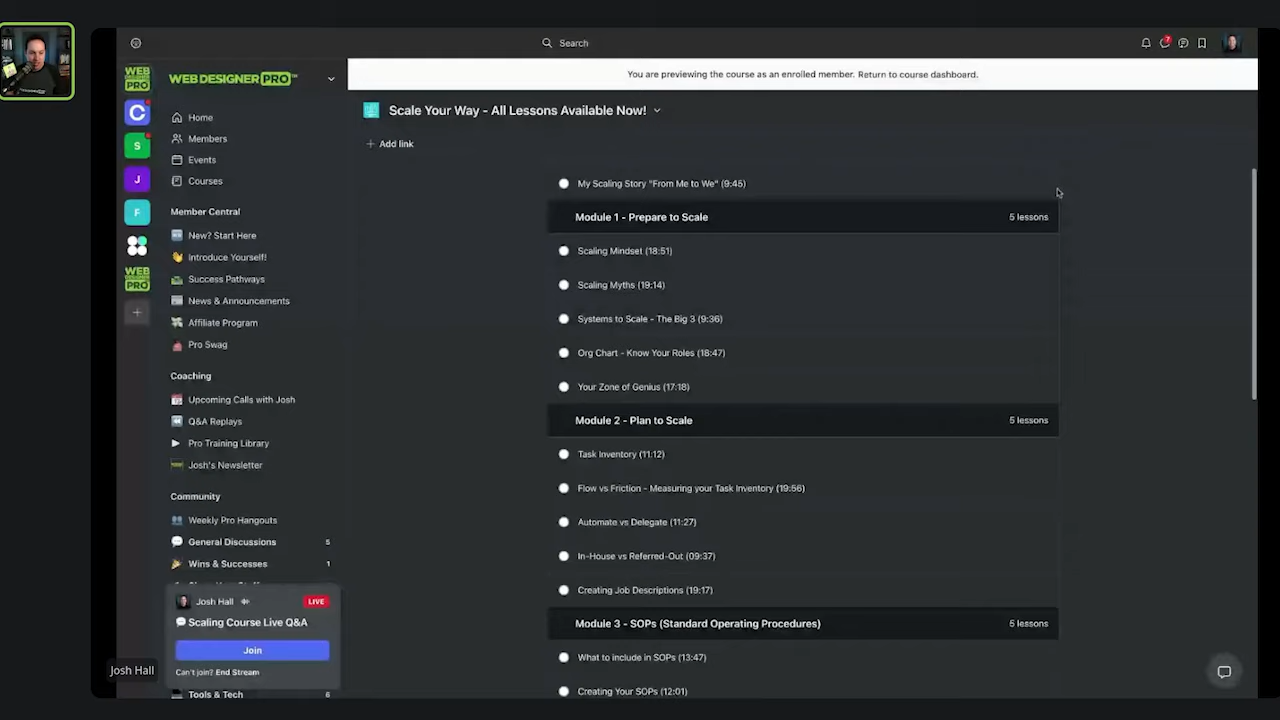 Search
WEB DESIGNER PRO™
You are previewing the course as an enrolled member. Return to course dashboard.
WEB
DESIGNER
PRO
C
S
J
F
WEB
DESIGNER
PRO
Home
Members
Events
Courses
Member Central
New? Start Here
Introduce Yourself!
Success Pathways
News & Announcements
Affiliate Program
Pro Swag
Coaching
Upcoming Calls with Josh
Q&A Replays
Pro Training Library
Josh's Newsletter
Community
Weekly Pro Hangouts
General Discussions 5
Wins & Successes 1
Josh Hall LIVE
Scaling Course Live Q&A
Join
Can't join? End Stream
Tools & Tech 6
Josh Hall
Scale Your Way - All Lessons Available Now!
Add link
My Scaling Story "From Me to We" (9:45)
Module 1 - Prepare to Scale 5 lessons
Scaling Mindset (18:51)
Scaling Myths (19:14)
Systems to Scale - The Big 3 (9:36)
Org Chart - Know Your Roles (18:47)
Your Zone of Genius (17:18)
Module 2 - Plan to Scale 5 lessons
Task Inventory (11:12)
Flow vs Friction - Measuring your Task Inventory (19:56)
Automate vs Delegate (11:27)
In-House vs Referred-Out (09:37)
Creating Job Descriptions (19:17)
Module 3 - SOPs (Standard Operating Procedures) 5 lessons
What to include in SOPs (13:47)
Creating Your SOPs (12:01)